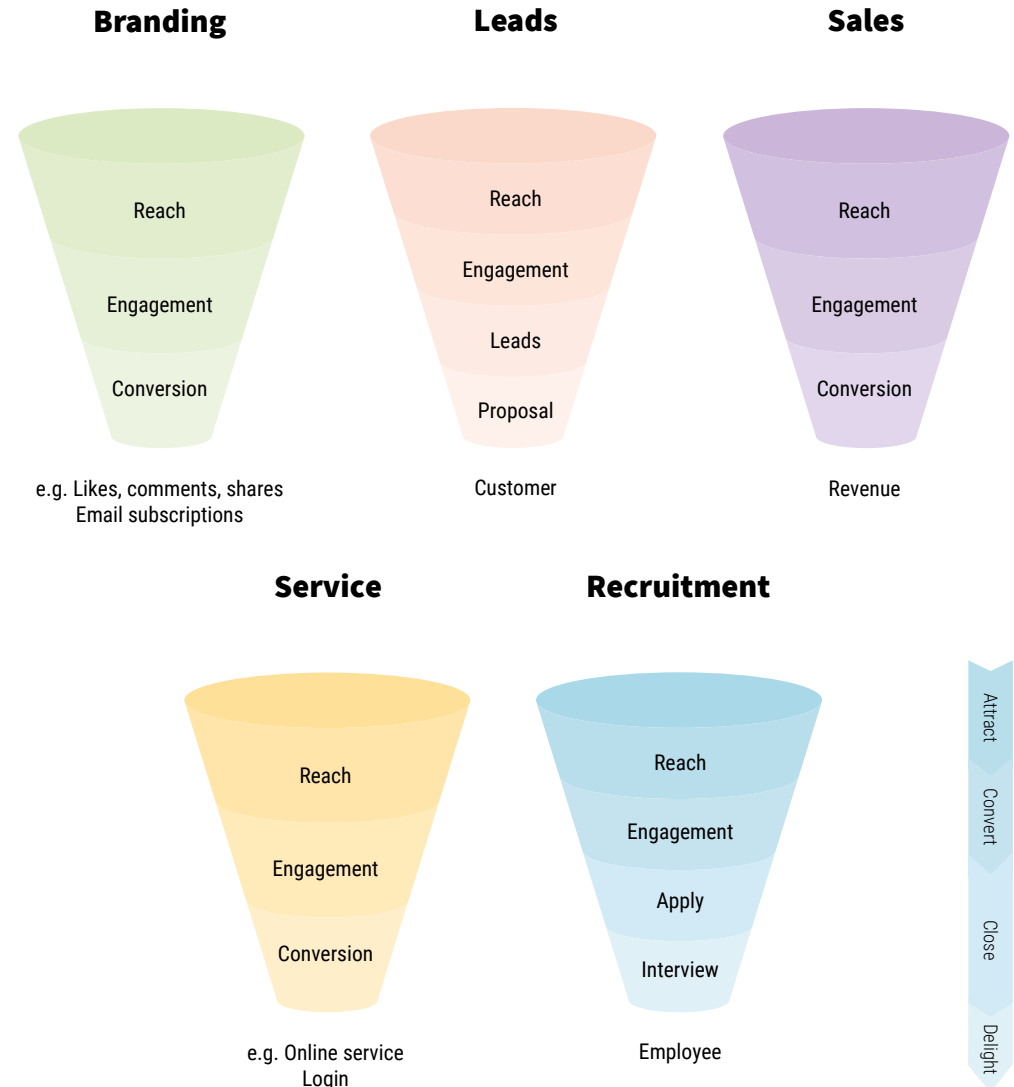 Branding
Reach
Engagement
Conversion
e.g. Likes, comments, shares
Email subscriptions
Leads
Reach
Engagement
Leads
Proposal
Customer
Sales
Reach
Engagement
Conversion
Revenue
Service
Reach
Engagement
Conversion
e.g. Online service
Login
Recruitment
Reach
Engagement
Apply
Interview
Employee
Attract
Convert
Close
Delight